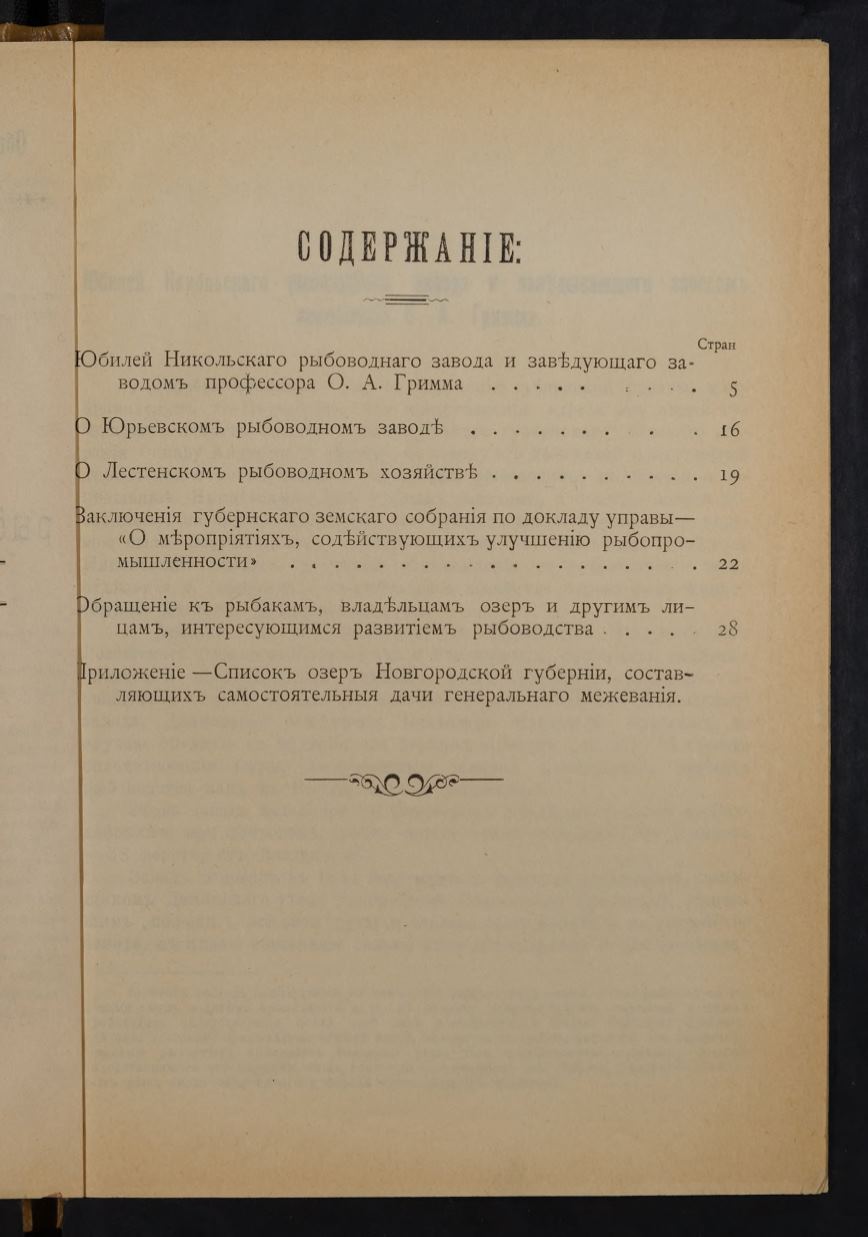 СОДЕРЖАНІЕ:
Стран
Юбилей Никольскаго рыбоводнаго завода и завѣдующаго за-
водомъ профессора О. А. Гримма . . . . . . . . . 5
О Юрьевскомъ рыбоводномъ заводѣ . . . . . . . . . . 16
О Лестенскомъ рыбоводномъ хозяйствѣ . . . . . . . . . . 19
Заключенія губернскаго земскаго собранія по докладу управы—
«О мѣропріятіяхъ, содѣйствующихъ улучшенію рыбопро-
мышленности» . . . . . . . . . . . . . . . . . . 22
Обращеніе къ рыбакамъ, владѣльцамъ озеръ и другимъ ли-
цамъ, интересующимся развитіемъ рыбоводства . . . . . 28
Приложеніе —Списокъ озеръ Новгородской губерніи, состав-
ляющихъ самостоятельныя дачи генеральнаго межеванія.